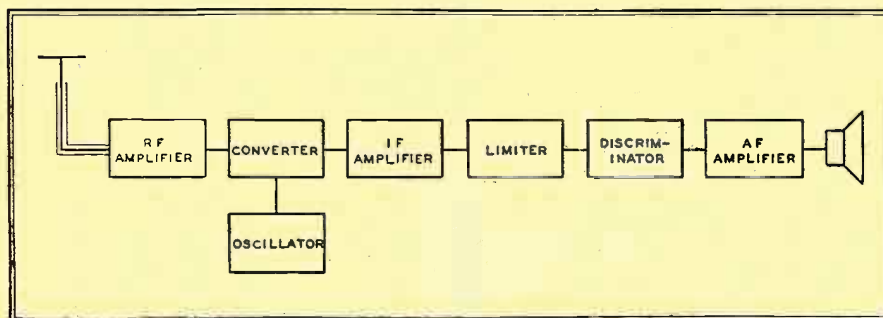 RF
AMPLIFIER
CONVERTER
IF
AMPLIFIER
LIMITER
DISCRIM-
INATOR
AF
AMPLIFIER
OSCILLATOR